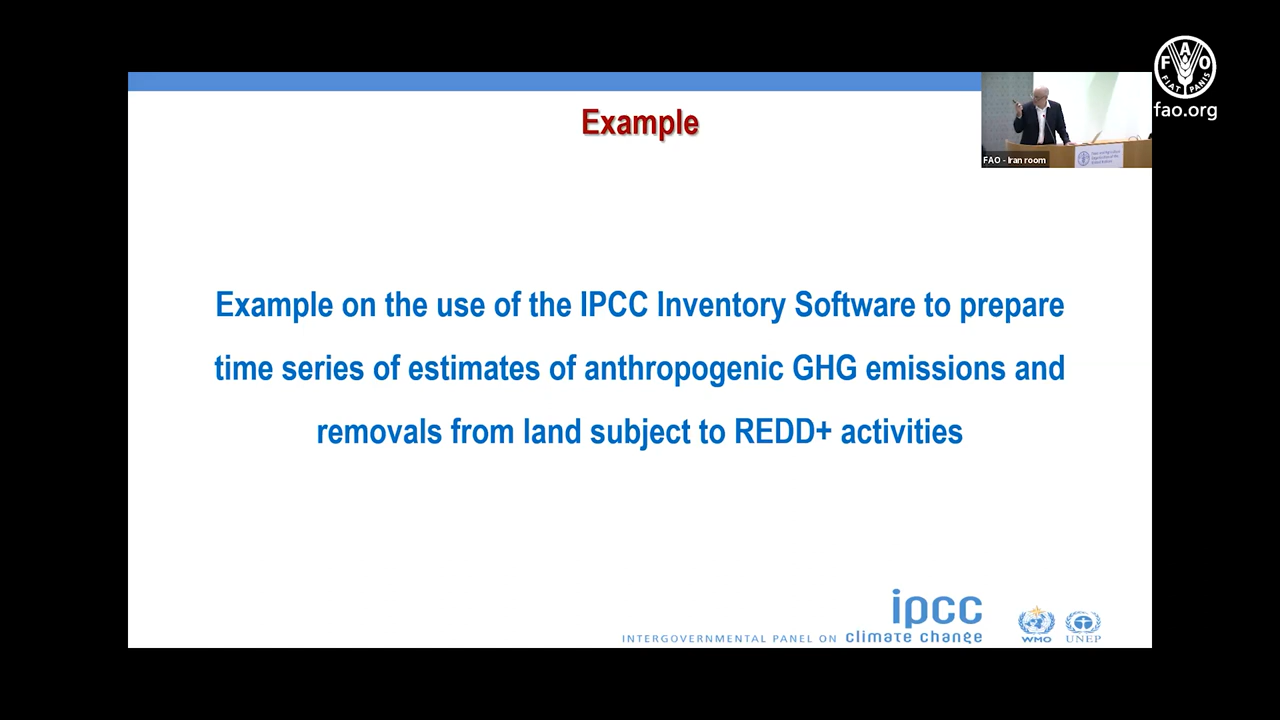 Example
FAO - Iran room
F A O
FIAT PANIS
fao.org
Example on the use of the IPCC Inventory Software to prepare
time series of estimates of anthropogenic GHG emissions and
removals from land subject to REDD+ activities
ipcc
INTERGOVERNMENTAL PANEL ON climate change
WMO
UNEP